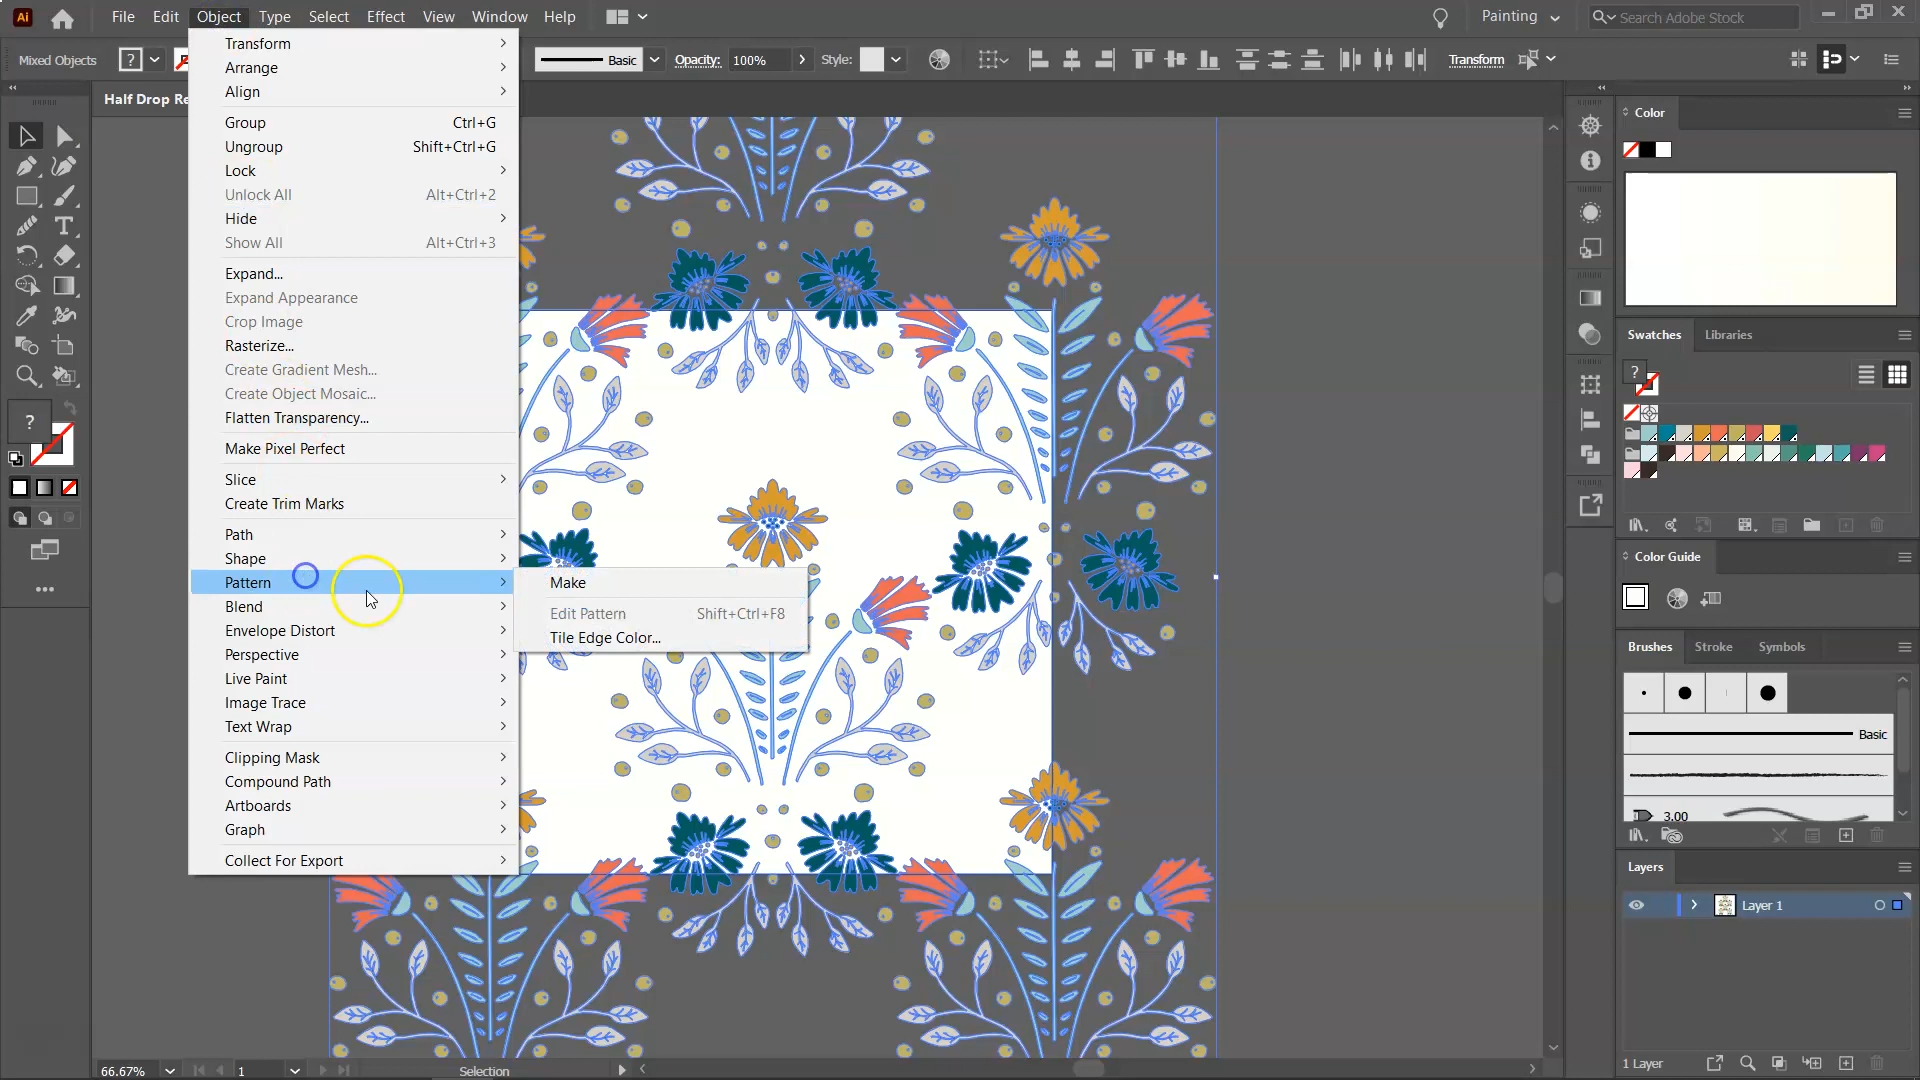 Ai File Edit Object Type Select Effect View Window Help Painting Search Adobe Stock
Mixed Objects ? Basic Opacity: 100% Style: Transform
Half Drop Re
Transform
Arrange
Align
Group Ctrl+G
Ungroup Shift+Ctrl+G
Lock
Unlock All Alt+Ctrl+2
Hide
Show All Alt+Ctrl+3
Expand...
Expand Appearance
Crop Image
Rasterize...
Create Gradient Mesh...
Create Object Mosaic...
Flatten Transparency...
Make Pixel Perfect
Slice
Create Trim Marks
Path
Shape
Pattern
Blend
Envelope Distort
Perspective
Live Paint
Image Trace
Text Wrap
Clipping Mask
Compound Path
Artboards
Graph
Collect For Export
Make
Edit Pattern Shift+Ctrl+F8
Tile Edge Color...
?
Color
Swatches Libraries
?
Color Guide
Brushes Stroke Symbols
Basic
3.00
Layers
Layer 1
1 Layer
66.67% 1 Selection